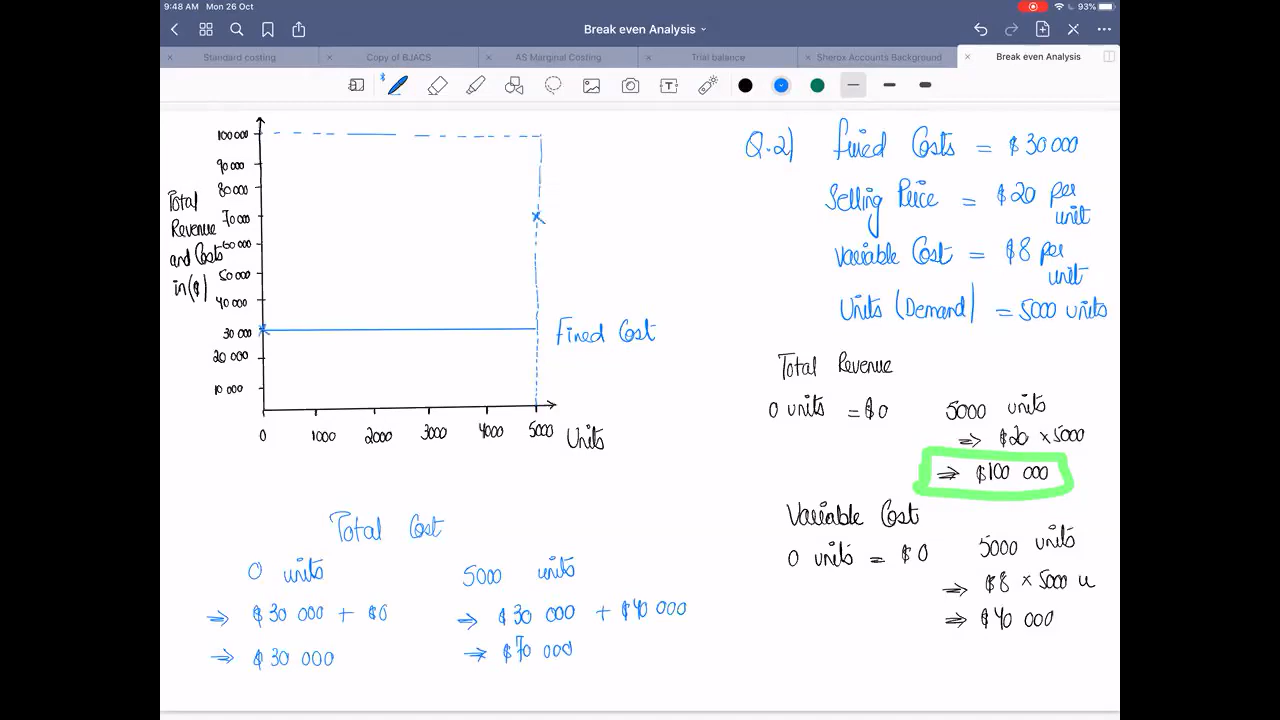 9:48 AM Mon 26 Oct
93%
Break even Analysis
Standard costing
Copy of BJACS
AS Marginal Costing
Trial balance
Sherox Accounts Background
Break even Analysis
100 000
90 000
80 000
70 000
60 000
50 000
40 000
30 000
20 000
10 000
Total
Revenue
and Costs
in ($)
0 1000 2000 3000 4000 5000 Units
Fixed Cost
Q.2) Fixed Costs = $30 000
Selling Price = $20 per
unit
Variable Cost = $8 per
unit
Units (Demand) = 5000 units
Total Revenue
0 units = $0
5000 units
⇒ $20 × 5000
⇒ $100 000
Variable Cost
0 units = $0
5000 units
⇒ $8 × 5000 u
⇒ $40 000
Total Cost
0 units
⇒ $30 000 + $0
⇒ $30 000
5000 units
⇒ $30 000 + $40 000
⇒ $70 000